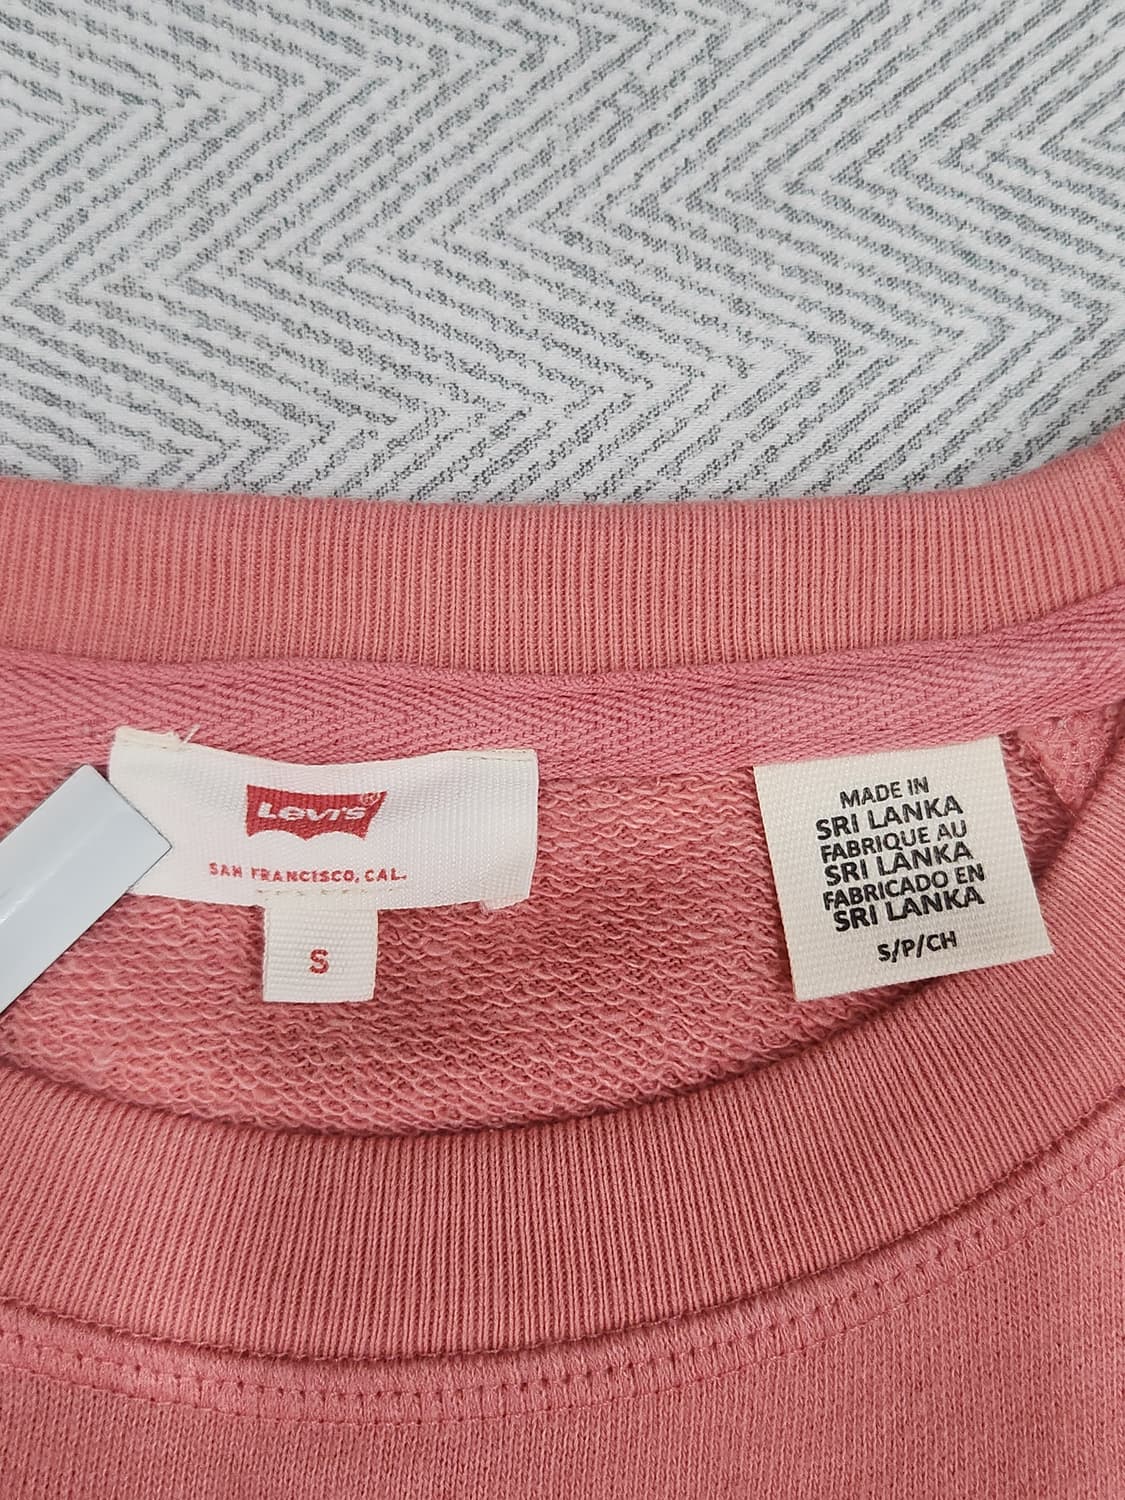 Levi's®
SAN FRANCISCO, CAL.
S
MADE IN
SRI LANKA
FABRIQUE AU
SRI LANKA
FABRICADO EN
SRI LANKA
S/P/CH